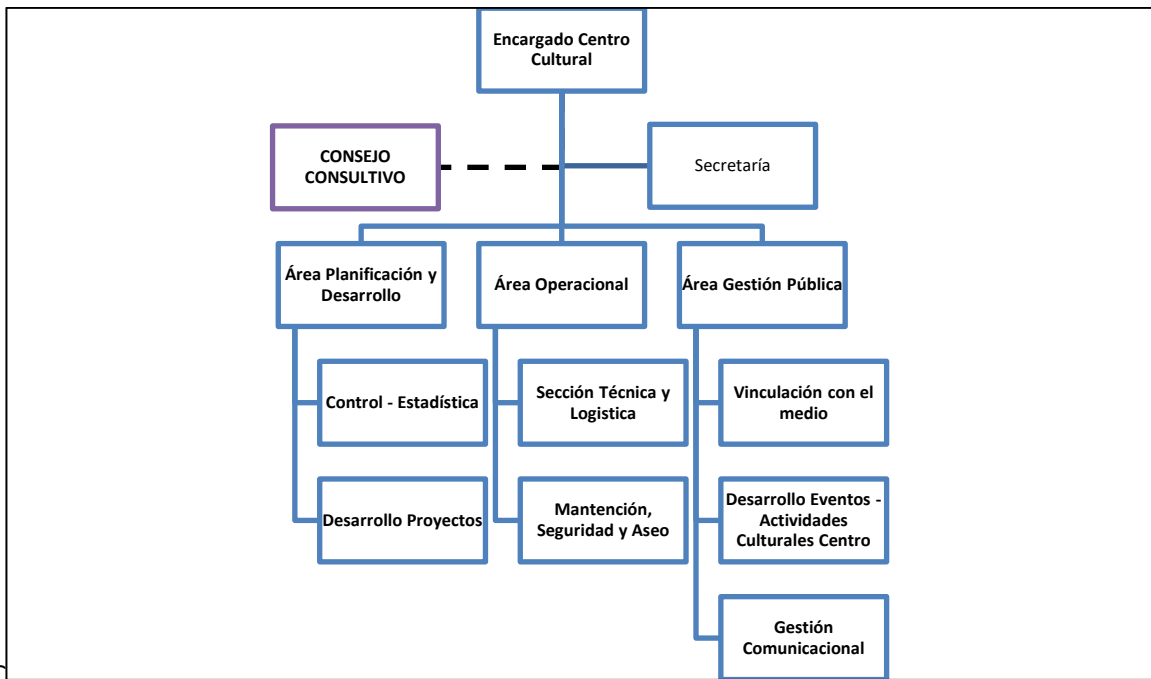 Encargado Centro
Cultural
CONSEJO
CONSULTIVO
Secretaría
Área Planificación y
Desarrollo
Área Operacional
Área Gestión Pública
Control - Estadística
Sección Técnica y
Logistica
Vinculación con el
medio
Desarrollo Proyectos
Mantención,
Seguridad y Aseo
Desarrollo Eventos -
Actividades
Culturales Centro
Gestión
Comunicacional